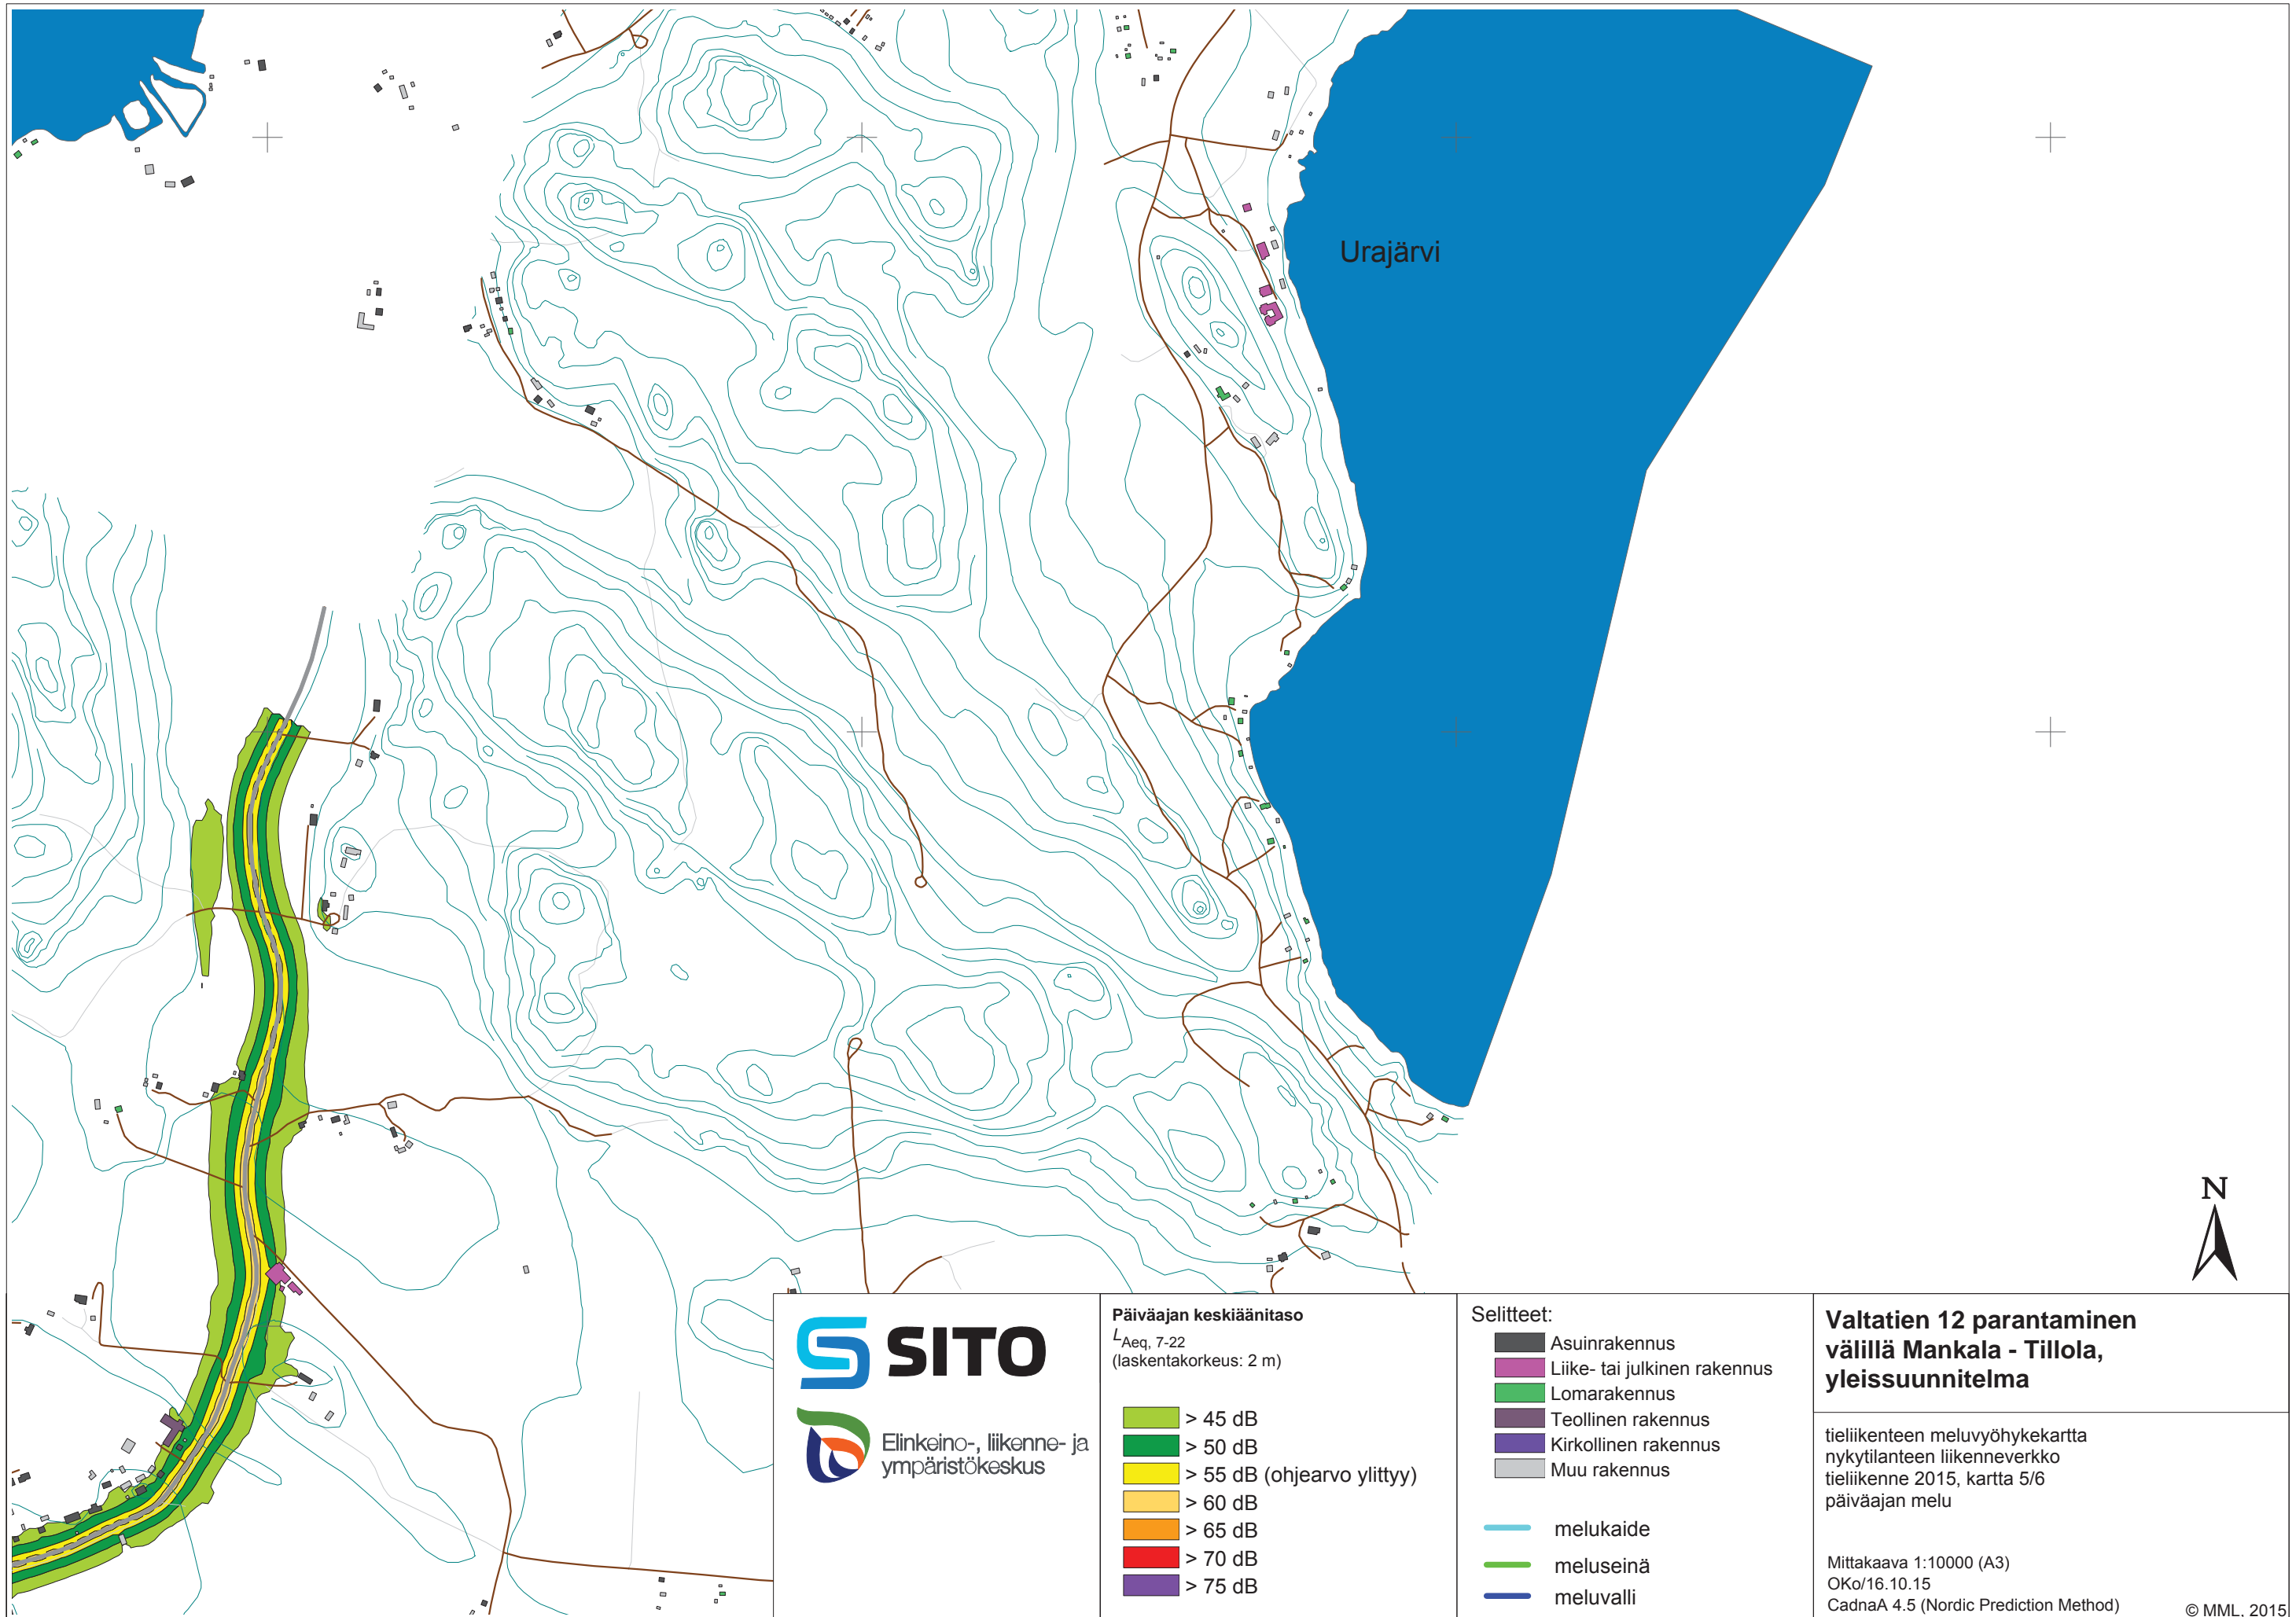 Urajärvi
N
SITO
Elinkeino-, liikenne- ja
ympäristökeskus
Päiväajan keskiäänitaso
LAeq, 7-22
(laskentakorkeus: 2 m)
> 45 dB
> 50 dB
> 55 dB (ohjearvo ylittyy)
> 60 dB
> 65 dB
> 70 dB
> 75 dB
Selitteet:
Asuinrakennus
Liike- tai julkinen rakennus
Lomarakennus
Teollinen rakennus
Kirkollinen rakennus
Muu rakennus
melukaide
meluseinä
meluvalli
Valtatien 12 parantaminen
välillä Mankala - Tillola,
yleissuunnitelma
tieliikenteen meluvyöhykekartta
nykytilanteen liikenneverkko
tieliikenne 2015, kartta 5/6
päiväajan melu
Mittakaava 1:10000 (A3)
OKo/16.10.15
CadnaA 4.5 (Nordic Prediction Method)
© MML, 2015